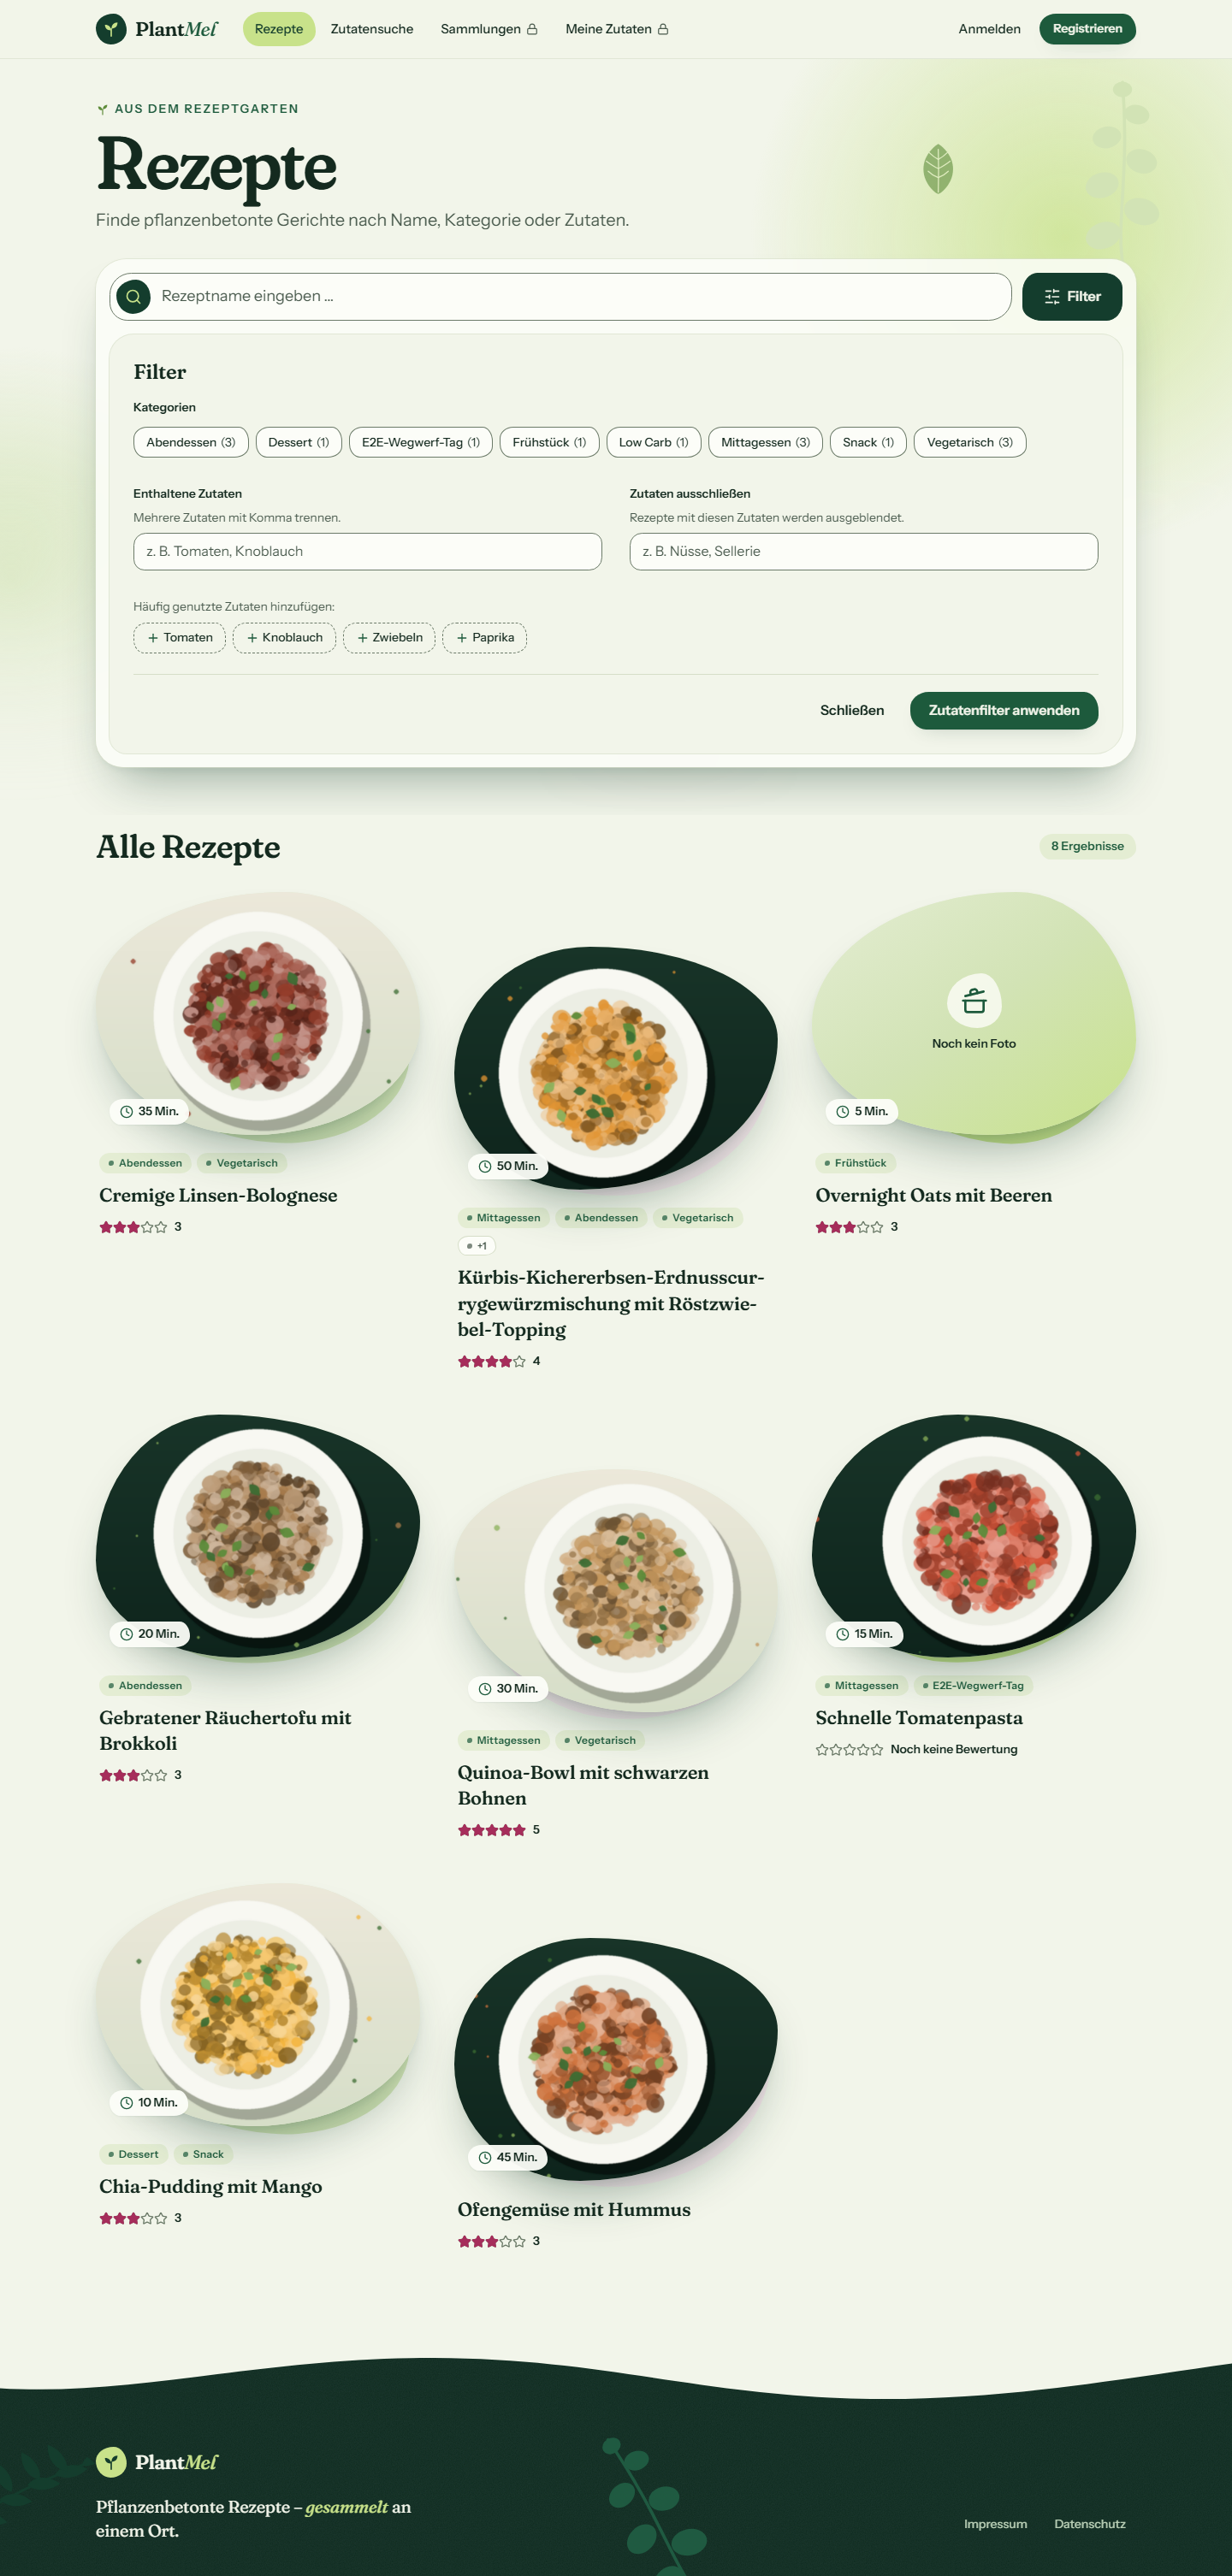 PlantMel
Rezepte
Zutatensuche
Sammlungen
Meine Zutaten
Anmelden
Registrieren
AUS DEM REZEPTGARTEN
Rezepte
Finde pflanzenbetonte Gerichte nach Name, Kategorie oder Zutaten.
Rezeptname eingeben ...
Filter
Filter
Kategorien
Abendessen (3)
Dessert (1)
E2E-Wegwerf-Tag (1)
Frühstück (1)
Low Carb (1)
Mittagessen (3)
Snack (1)
Vegetarisch (3)
Enthaltene Zutaten
Mehrere Zutaten mit Komma trennen.
z. B. Tomaten, Knoblauch
Zutaten ausschließen
Rezepte mit diesen Zutaten werden ausgeblendet.
z. B. Nüsse, Sellerie
Häufig genutzte Zutaten hinzufügen:
+ Tomaten
+ Knoblauch
+ Zwiebeln
+ Paprika
Schließen
Zutatenfilter anwenden
Alle Rezepte
8 Ergebnisse
35 Min.
Abendessen
Vegetarisch
Cremige Linsen-Bolognese
3
50 Min.
Mittagessen
Abendessen
Vegetarisch
+1
Kürbis-Kichererbsen-Erdnusscur-
rygewürzmischung mit Röstzwie-
bel-Topping
4
Noch kein Foto
5 Min.
Frühstück
Overnight Oats mit Beeren
3
20 Min.
Abendessen
Gebratener Räuchertofu mit
Brokkoli
3
30 Min.
Mittagessen
Vegetarisch
Quinoa-Bowl mit schwarzen
Bohnen
5
15 Min.
Mittagessen
E2E-Wegwerf-Tag
Schnelle Tomatenpasta
Noch keine Bewertung
10 Min.
Dessert
Snack
Chia-Pudding mit Mango
3
45 Min.
Ofengemüse mit Hummus
3
PlantMel
Pflanzenbetonte Rezepte – gesammelt an
einem Ort.
Impressum
Datenschutz